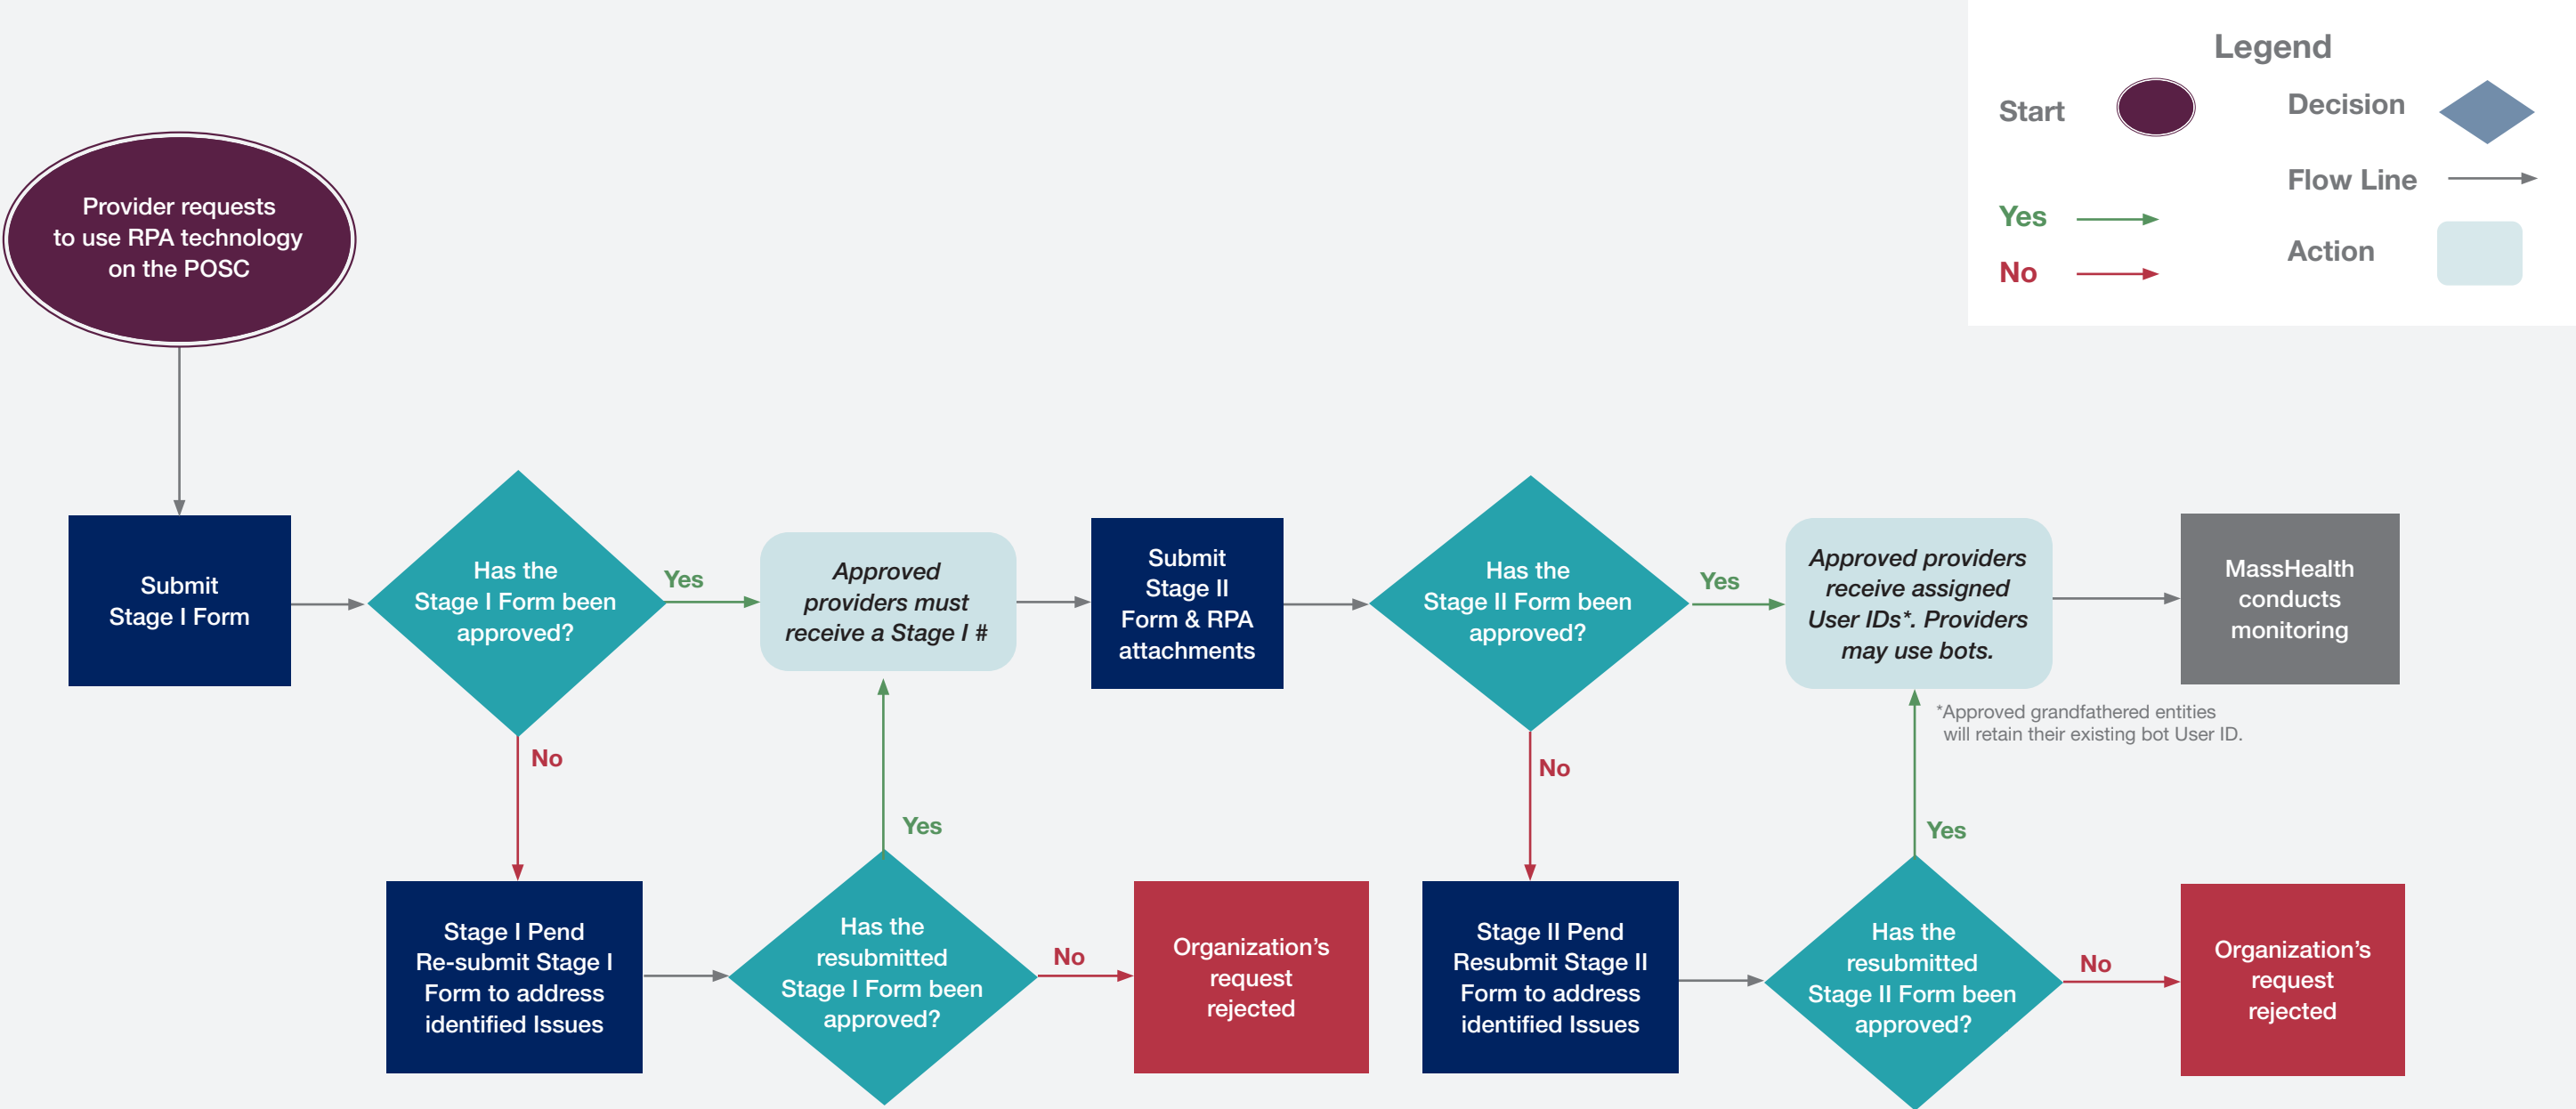 Legend
Start
Decision
Flow Line
Yes
No
Action
Provider requests
to use RPA technology
on the POSC
Submit
Stage I Form
Has the
Stage I Form been
approved?
Yes
No
Approved
providers must
receive a Stage I #
Submit
Stage II
Form & RPA
attachments
Has the
Stage II Form been
approved?
Yes
No
Approved providers
receive assigned
User IDs*. Providers
may use bots.
MassHealth
conducts
monitoring
*Approved grandfathered entities
will retain their existing bot User ID.
Stage I Pend
Re-submit Stage I
Form to address
identified Issues
Has the
resubmitted
Stage I Form been
approved?
Yes
No
Organization's
request
rejected
Stage II Pend
Resubmit Stage II
Form to address
identified Issues
Has the
resubmitted
Stage II Form been
approved?
Yes
No
Organization's
request
rejected